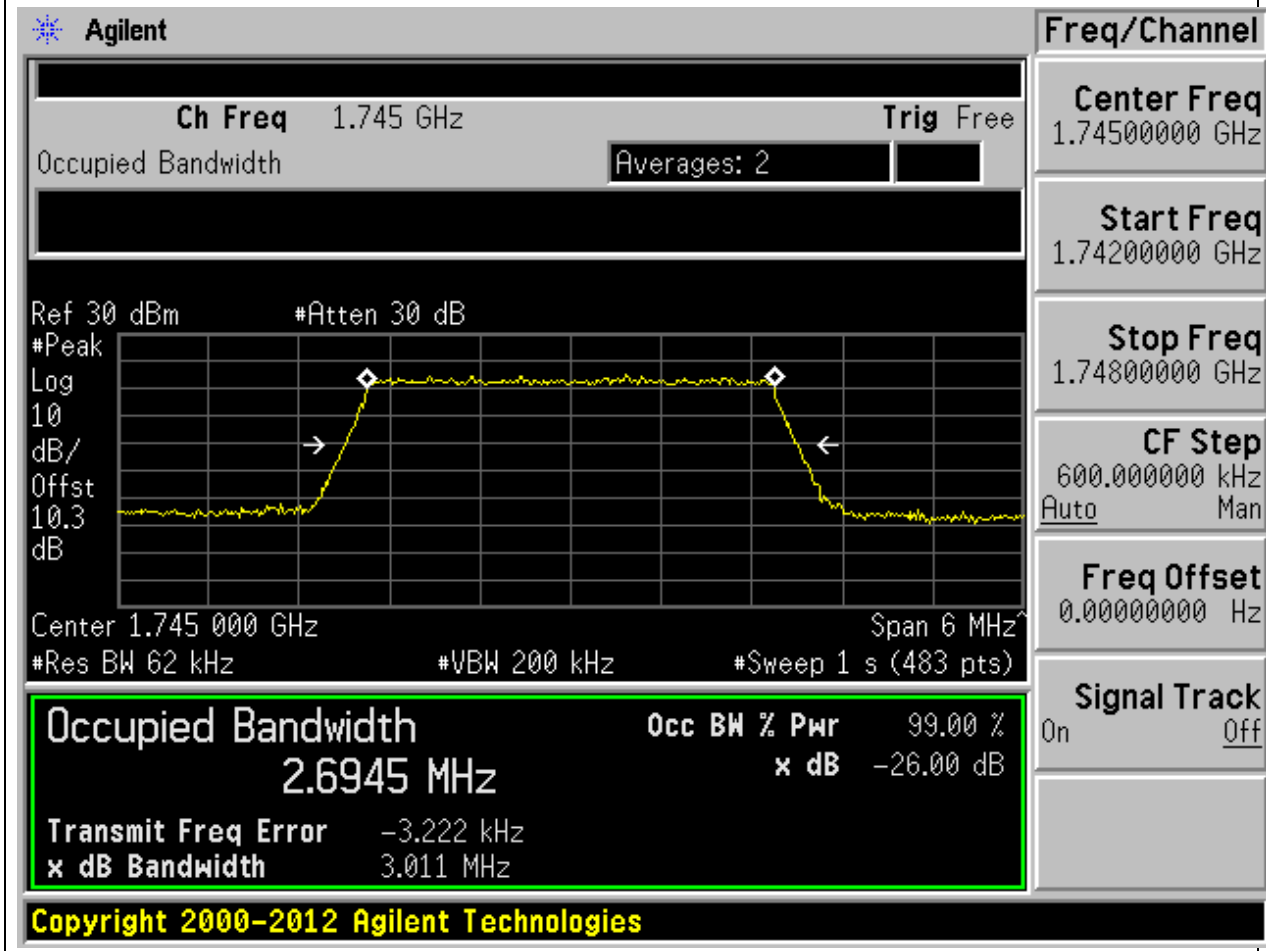 Agilent
Freq/Channel
Ch Freq 1.745 GHz Trig Free
Occupied Bandwidth Averages: 2
Center Freq
1.74500000 GHz
Start Freq
1.74200000 GHz
Stop Freq
1.74800000 GHz
CF Step
600.000000 kHz
Auto Man
Freq Offset
0.00000000 Hz
Signal Track
On Off
Ref 30 dBm #Atten 30 dB
#Peak
Log
10
dB/
Offst
10.3
dB
Center 1.745 000 GHz Span 6 MHz^
#Res BW 62 kHz #VBW 200 kHz #Sweep 1 s (483 pts)
Occupied Bandwidth Occ BW % Pwr 99.00 %
2.6945 MHz x dB -26.00 dB
Transmit Freq Error -3.222 kHz
x dB Bandwidth 3.011 MHz
Copyright 2000-2012 Agilent Technologies